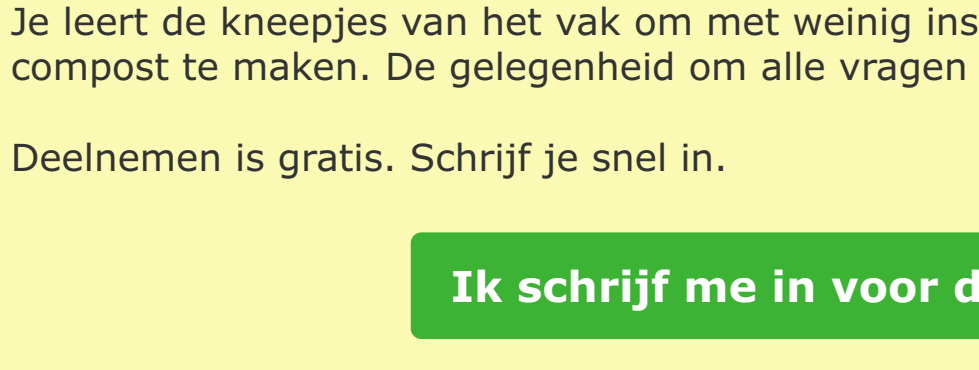 Je leert de kneepjes van het vak om met weinig ins
compost te maken. De gelegenheid om alle vragen
Deelnemen is gratis. Schrijf je snel in.
Ik schrijf me in voor d